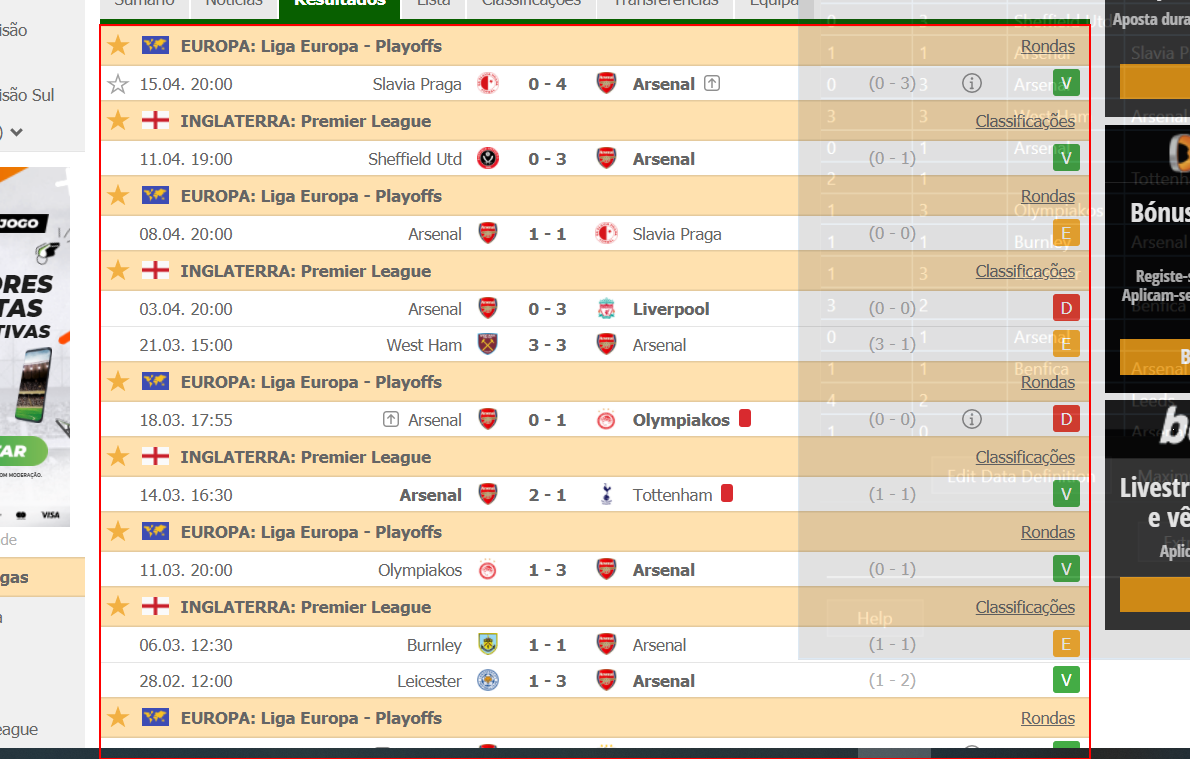 Sumário Notícias Resultados Lista Classificações Transferências Equipa
isão
isão Sul
EUROPA: Liga Europa - Playoffs Rondas
15.04. 20:00 Slavia Praga 0 - 4 Arsenal (0 - 3) V
INGLATERRA: Premier League Classificações
11.04. 19:00 Sheffield Utd 0 - 3 Arsenal (0 - 1) V
EUROPA: Liga Europa - Playoffs Rondas
08.04. 20:00 Arsenal 1 - 1 Slavia Praga (0 - 0) E
INGLATERRA: Premier League Classificações
03.04. 20:00 Arsenal 0 - 3 Liverpool (0 - 0) D
21.03. 15:00 West Ham 3 - 3 Arsenal (3 - 1) E
EUROPA: Liga Europa - Playoffs Rondas
18.03. 17:55 Arsenal 0 - 1 Olympiakos (0 - 0) D
INGLATERRA: Premier League Classificações
14.03. 16:30 Arsenal 2 - 1 Tottenham (1 - 1) V
EUROPA: Liga Europa - Playoffs Rondas
11.03. 20:00 Olympiakos 1 - 3 Arsenal (0 - 1) V
INGLATERRA: Premier League Classificações
06.03. 12:30 Burnley 1 - 1 Arsenal (1 - 1) E
28.02. 12:00 Leicester 1 - 3 Arsenal (1 - 2) V
EUROPA: Liga Europa - Playoffs Rondas
JOGO
ORES
TAS
TIVAS
AR
OM MODERAÇÃO.
VISA
de
gas
a
eague
Sheffield Utd
Arsenal Slavia P
Arsenal
West Ham Arsenal
Arsenal
Tottenh
Olympiakos
Burnley Arsenal
Benfica
Arsenal
Benfica Arsenal
Leeds
Edit Data Definition
Help
Aposta dura
Bónus
Registe-s
Aplicam-se
B
b
Livestr
e vê
Aplic